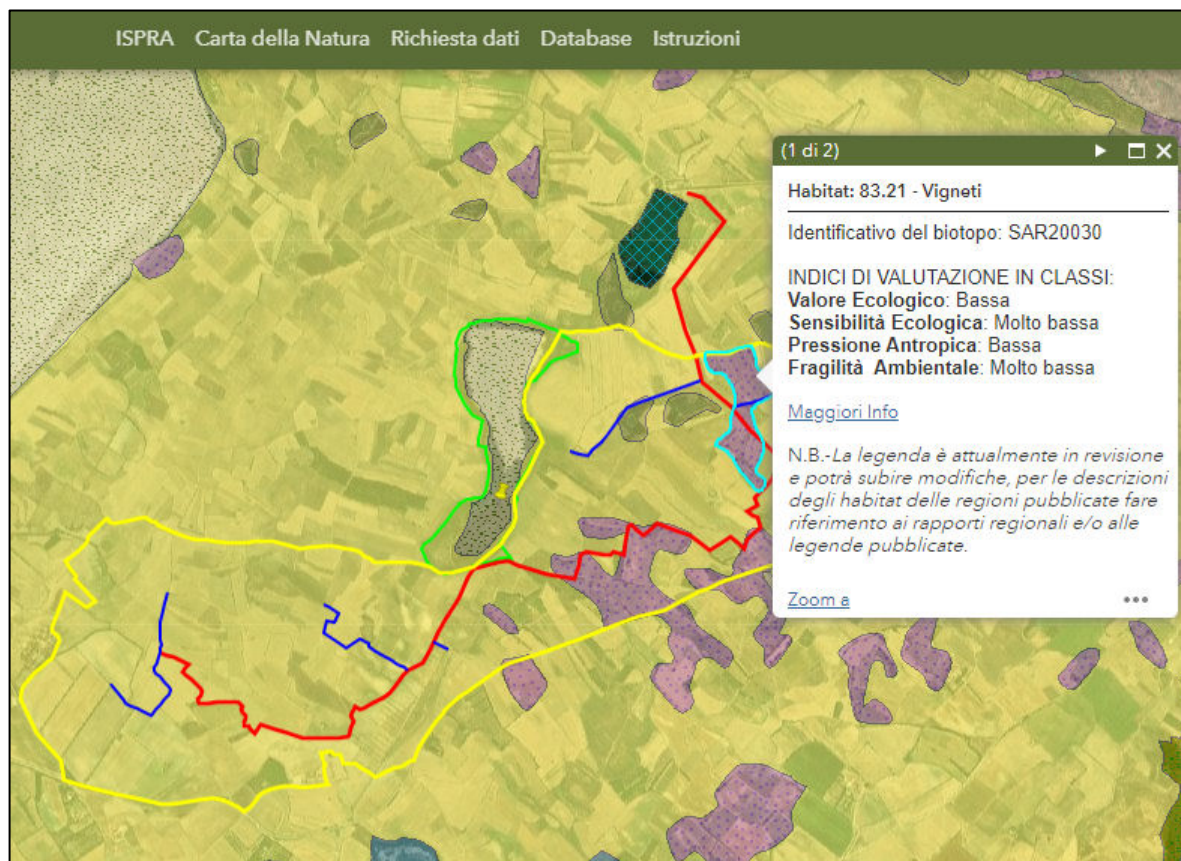 ISPRA Carta della Natura Richiesta dati Database Istruzioni
(1 di 2)
Habitat: 83.21 - Vigneti
Identificativo del biotopo: SAR20030
INDICI DI VALUTAZIONE IN CLASSI:
Valore Ecologico: Bassa
Sensibilità Ecologica: Molto bassa
Pressione Antropica: Bassa
Fragilità Ambientale: Molto bassa
Maggiori Info
N.B.-La legenda è attualmente in revisione
e potrà subire modifiche, per le descrizioni
degli habitat delle regioni pubblicate fare
riferimento ai rapporti regionali e/o alle
legende pubblicate.
Zoom a